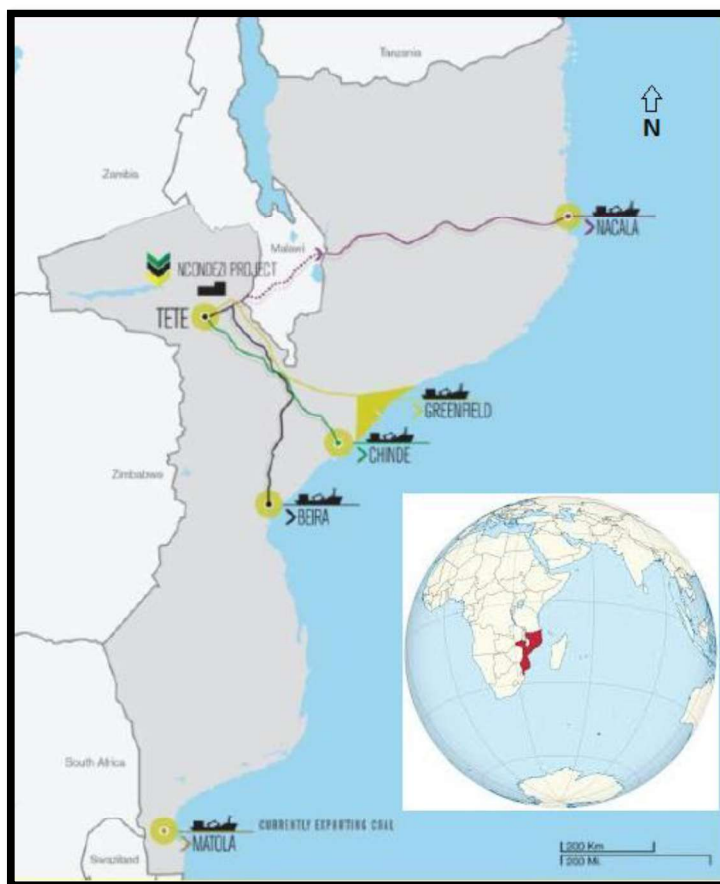 Tanzania
N
Zambia
NACALA
Malawi
NCONDEZI PROJECT
TETE
GREENFIELD
CHINDE
Zimbabwe
BEIRA
South Africa
CURRENTLY EXPORTING COAL
MATOLA
Swaziland
200 Km.
200 Mi.